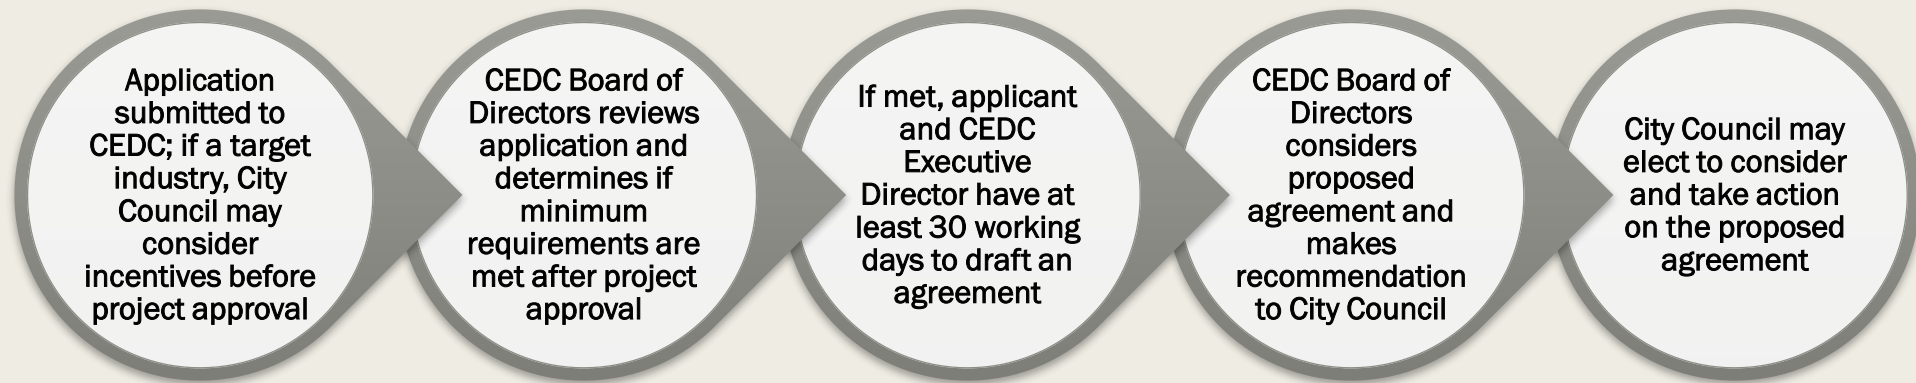 Application
submitted to
CEDC; if a target
industry, City
Council may
consider
incentives before
project approval
CEDC Board of
Directors reviews
application and
determines if
minimum
requirements are
met after project
approval
If met, applicant
and CEDC
Executive
Director have at
least 30 working
days to draft an
agreement
CEDC Board of
Directors
considers
proposed
agreement and
makes
recommendation
to City Council
City Council may
elect to consider
and take action
on the proposed
agreement